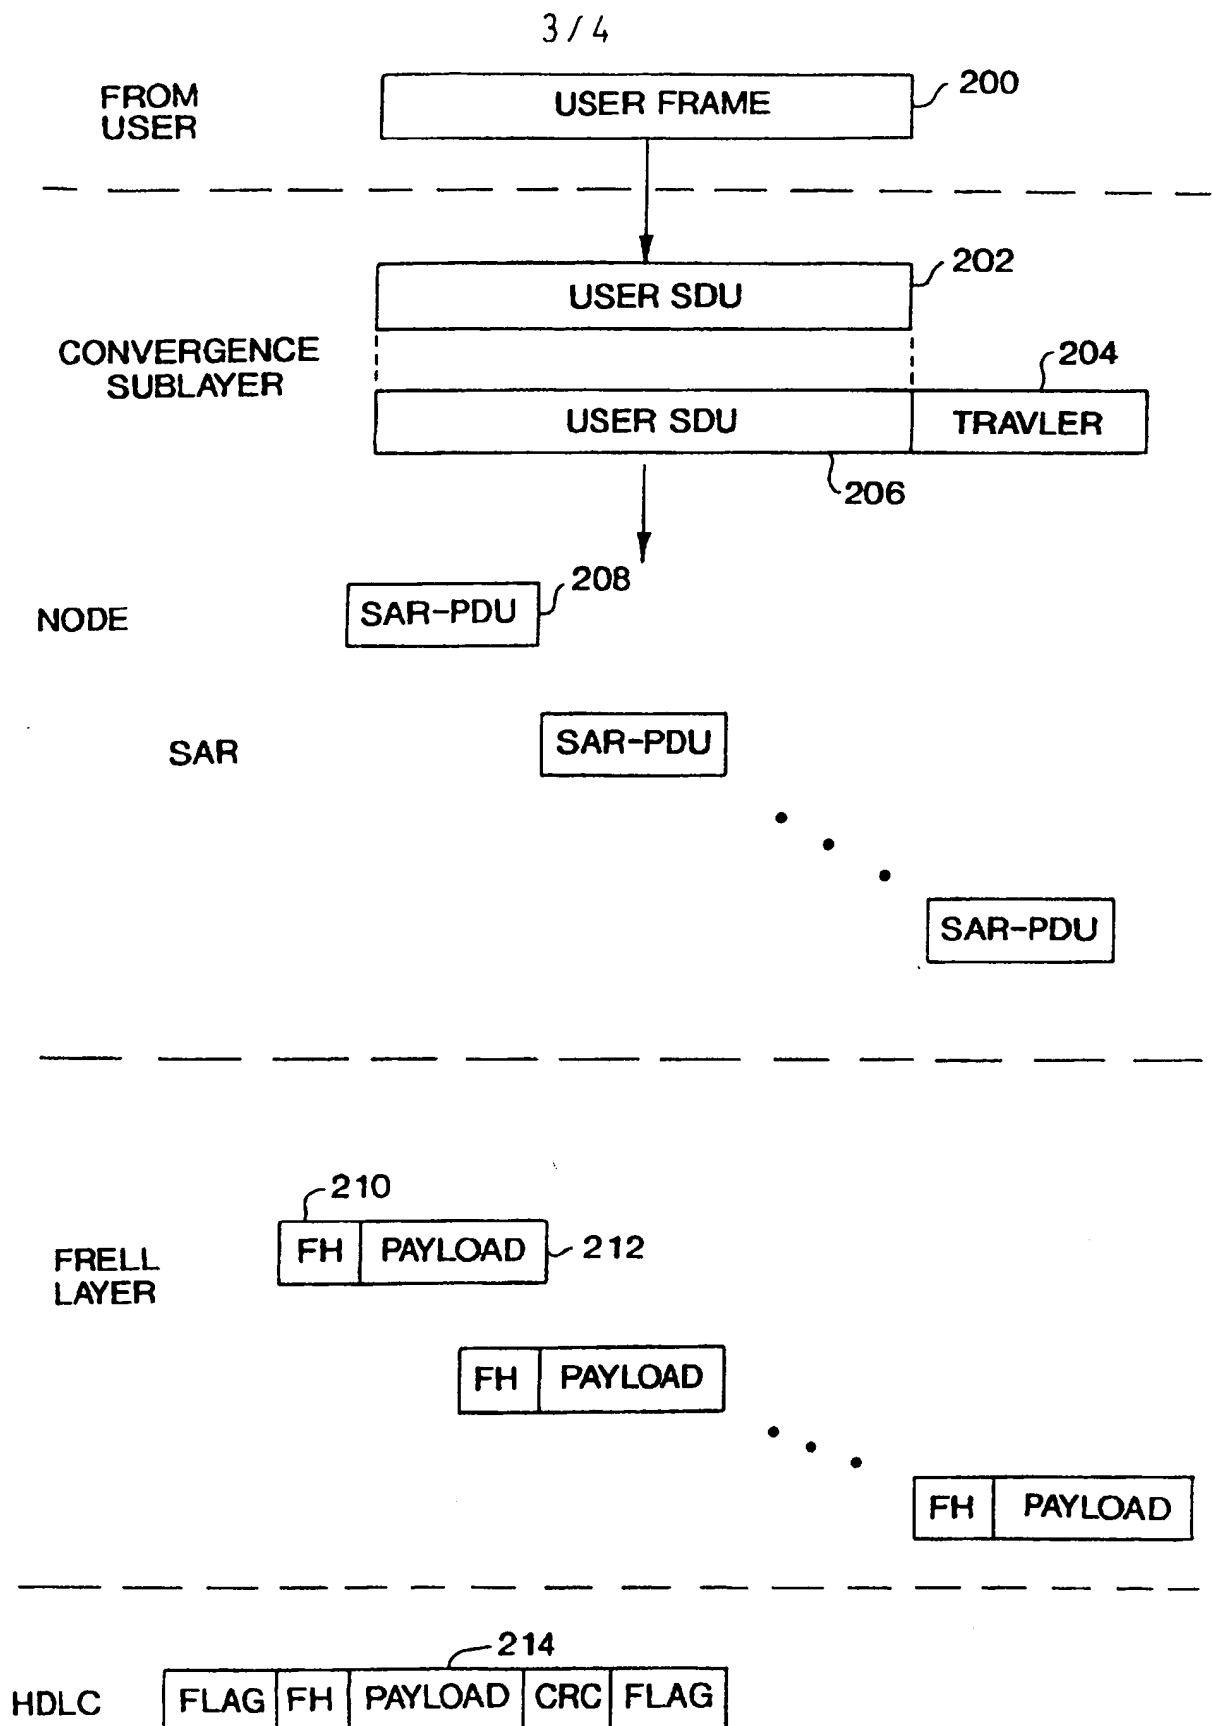 3/4
FROM
USER
USER FRAME
200
USER SDU
202
CONVERGENCE
SUBLAYER
204
USER SDU
TRAVLER
206
208
NODE
SAR-PDU
SAR
SAR-PDU
SAR-PDU
210
FRELL
LAYER
FH
PAYLOAD
212
FH
PAYLOAD
FH
PAYLOAD
214
HDLC
FLAG
FH
PAYLOAD
CRC
FLAG